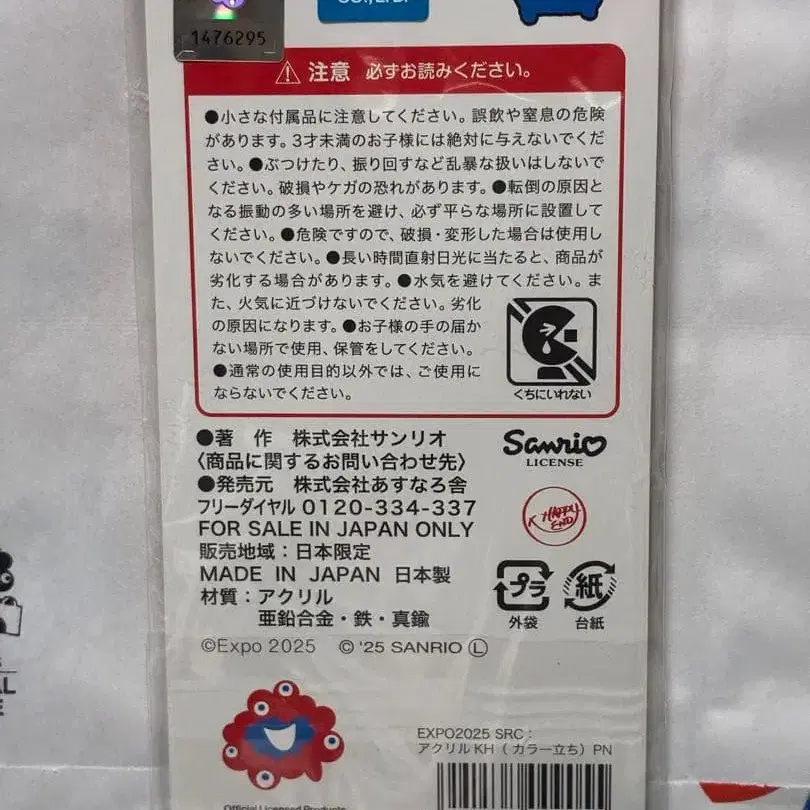 1476295
CO.,LTD.
注意 必ずお読みください。
●小さな付属品に注意してください。誤飲や窒息の危険
があります。3才未満のお子様には絶対に与えないでくだ
さい。●ぶつけたり、振り回すなど乱暴な扱いはしないで
ください。破損やケガの恐れがあります。●転倒の原因と
なる振動の多い場所を避け、必ず平らな場所に設置して
ください。●危険ですので、破損・変形した場合は使用し
ないでください。●長い時間直射日光に当たると、商品が
劣化する場合があります。●水気を避けてください。ま
た、火気に近づけないでください。劣化
の原因になります。●お子様の手の届か
ない場所で使用、保管をしてください。
●通常の使用目的以外では、ご使用に
ならないでください。
くちにいれない
●著 作 株式会社サンリオ
〈商品に関するお問い合わせ先〉
●発売元 株式会社あすなろ舎
フリーダイヤル 0120-334-337
FOR SALE IN JAPAN ONLY
販売地域:日本限定
MADE IN JAPAN 日本製
材質:アクリル
亜鉛合金・鉄・真鍮
Sanrio
LICENSE
K HAPPY
END
プラ
外袋
紙
台紙
©Expo 2025 © '25 SANRIO Ⓛ
EXPO2025 SRC:
アクリルKH(カラー立ち)PN
Official Licensed Products